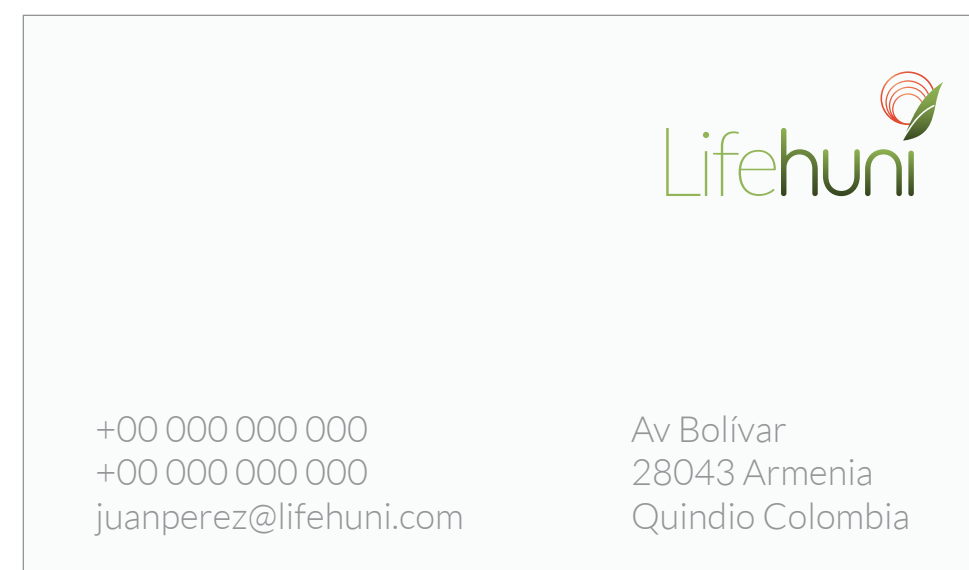 Lifehuni
+00 000 000 000
+00 000 000 000
juanperez@lifehuni.com
Av Bolívar
28043 Armenia
Quindio Colombia